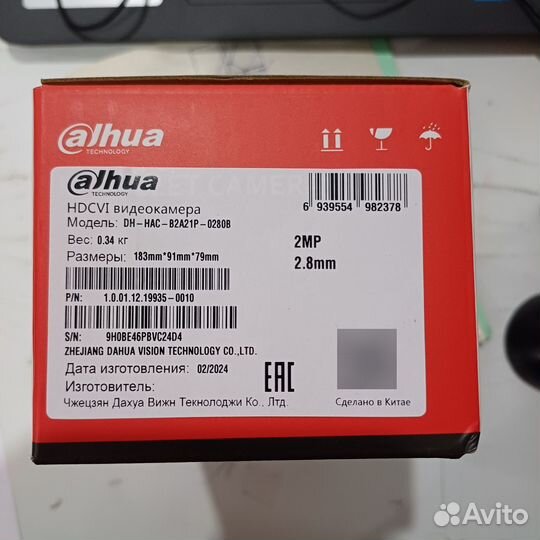 alhua
TECHNOLOGY
alhua
TECHNOLOGY
HDCVI видеокамера
Модель: DH-HAC-B2A21P-0280B
Вес: 0.34 кг
Размеры: 183mm*91mm*79mm
6 939554 982378
2MP
2.8mm
P/N: 1.0.01.12.19935-0010
S/N: 9H0BE46PBVC24D4
ZHEJIANG DAHUA VISION TECHNOLOGY CO.,LTD.
Дата изготовления: 02/2024
Изготовитель:
Чжецзян Дахуа Вижн Текнолоджи Ко., Лтд.
EAC
Сделано в Китае
Avito